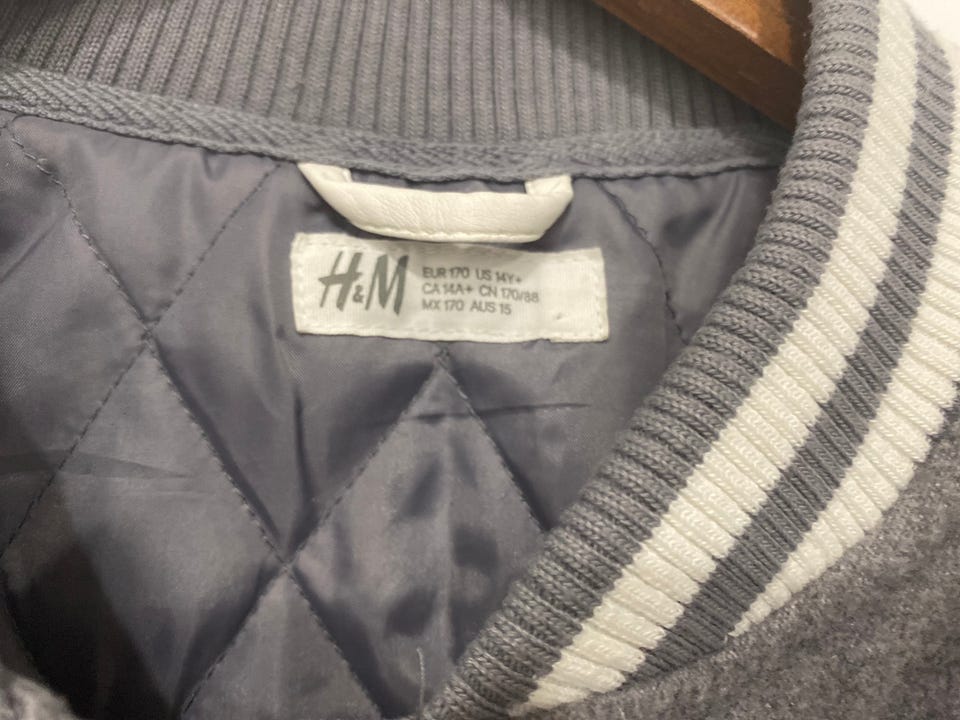 H&M
EUR 170 US 14Y+
CA 14A+ CN 170/88
MX 170 AUS 15